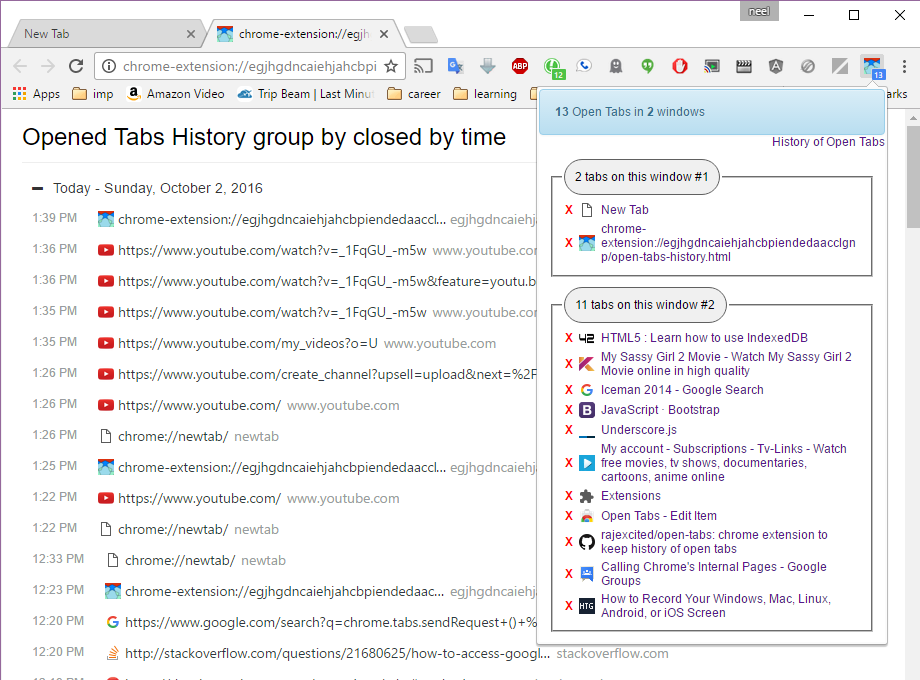 neel
New Tab
chrome-extension://egjh
chrome-extension://egjhgdncaiehjahcbpi
ABP
12
13
Apps
imp
Amazon Video
Trip Beam | Last Minut
career
learning
arks
13 Open Tabs in 2 windows
History of Open Tabs
Opened Tabs History group by closed by time
Today - Sunday, October 2, 2016
1:39 PM chrome-extension://egjhgdncaiehjahcbpiendedaaccl... egjhgdncaiehj
1:36 PM https://www.youtube.com/watch?v=_1FqGU_-m5w www.youtube.co
1:36 PM https://www.youtube.com/watch?v=_1FqGU_-m5w&feature=youtu.b
1:35 PM https://www.youtube.com/watch?v=_1FqGU_-m5w www.youtube.co
1:35 PM https://www.youtube.com/my_videos?o=U www.youtube.com
1:26 PM https://www.youtube.com/create_channel?upsell=upload&next=%2F
1:26 PM https://www.youtube.com/ www.youtube.com
1:26 PM chrome://newtab/ newtab
1:25 PM chrome-extension://egjhgdncaiehjahcbpiendedaaccl... egjhgdncaiehj
1:22 PM https://www.youtube.com/ www.youtube.com
1:22 PM chrome://newtab/ newtab
12:33 PM chrome://newtab/ newtab
12:23 PM chrome-extension://egjhgdncaiehjahcbpiendedaac... egjhgdncaiehj
12:20 PM https://www.google.com/search?q=chrome.tabs.sendRequest+()+%
12:20 PM http://stackoverflow.com/questions/21680625/how-to-access-googl... stackoverflow.com
2 tabs on this window #1
X New Tab
chrome-
X extension://egjhgdncaiehjahcbpiendedaacclgn
p/open-tabs-history.html
11 tabs on this window #2
X HTML5 : Learn how to use IndexedDB
X My Sassy Girl 2 Movie - Watch My Sassy Girl 2
Movie online in high quality
X G Iceman 2014 - Google Search
X B JavaScript · Bootstrap
X Underscore.js
My account - Subscriptions - Tv-Links - Watch
X free movies, tv shows, documentaries,
cartoons, anime online
X Extensions
X Open Tabs - Edit Item
X rajexcited/open-tabs: chrome extension to
keep history of open tabs
X Calling Chrome's Internal Pages - Google
Groups
X HTG How to Record Your Windows, Mac, Linux,
Android, or iOS Screen